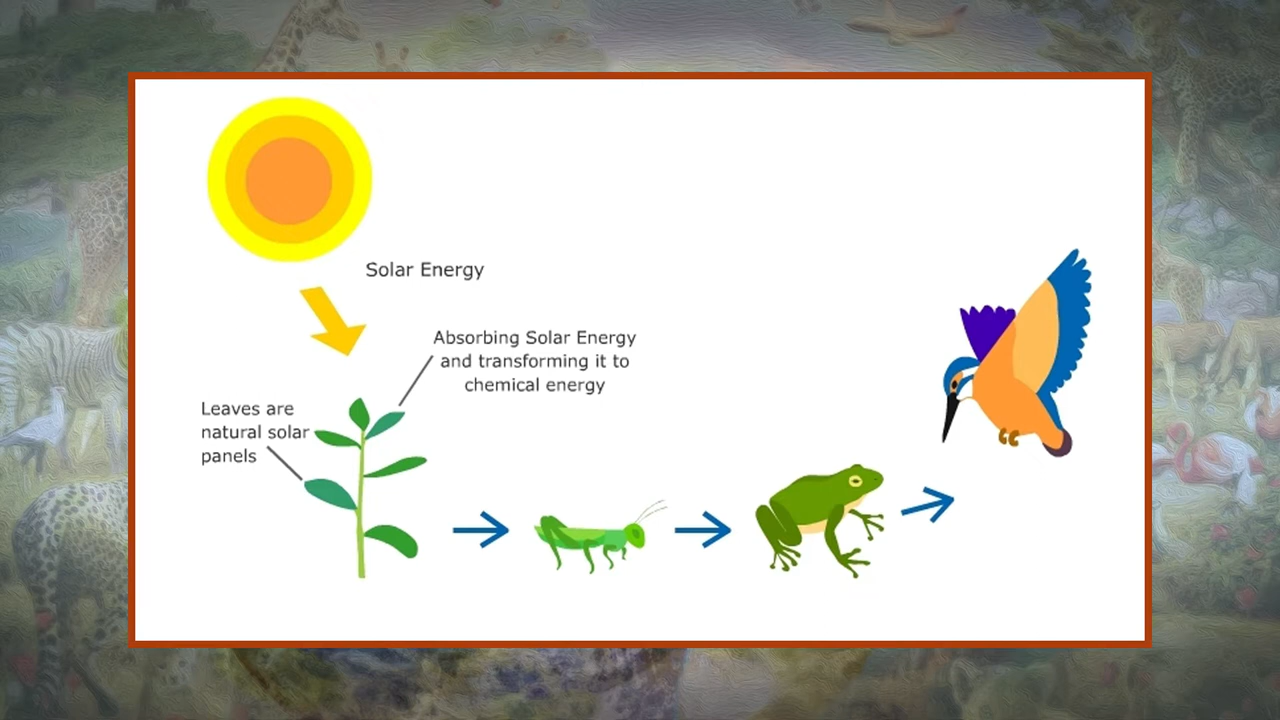 Solar Energy
Absorbing Solar Energy
and transforming it to
chemical energy
Leaves are
natural solar
panels